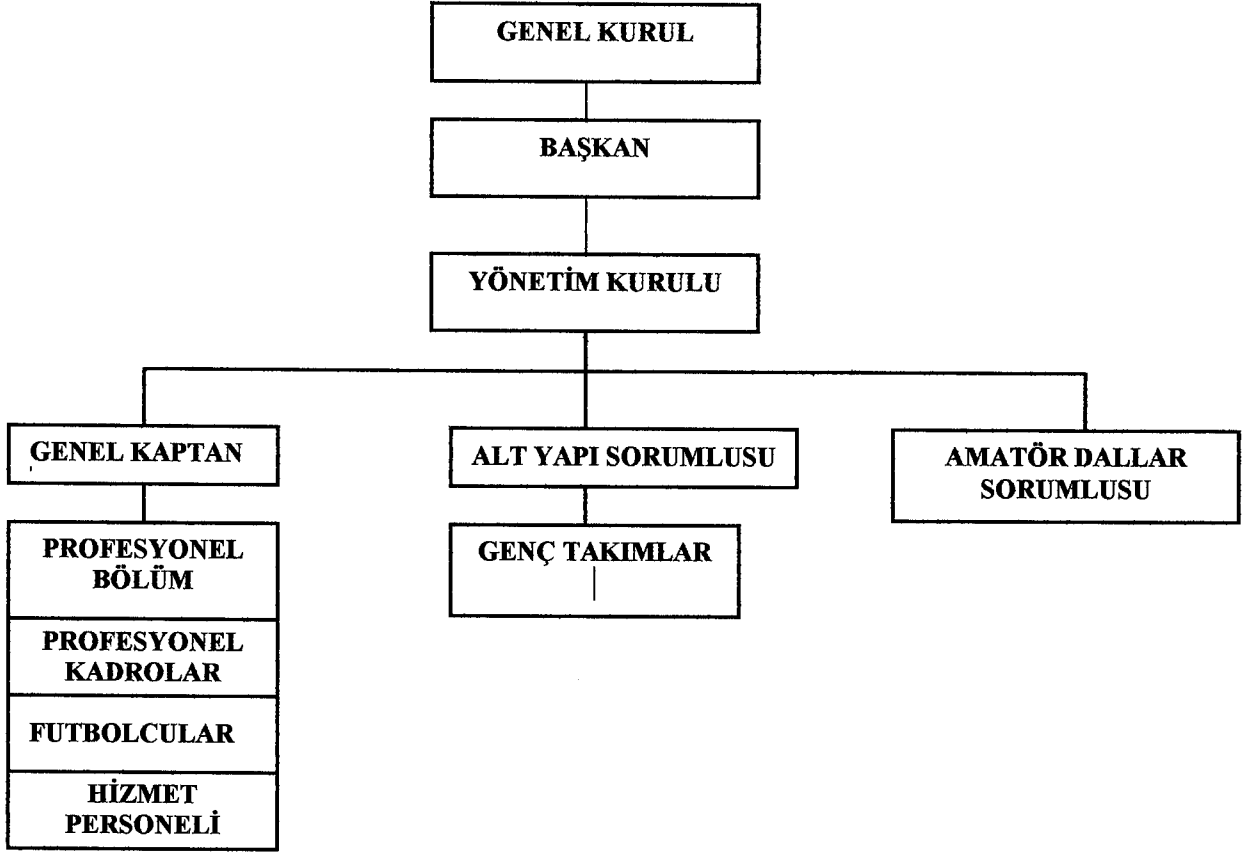 GENEL KURUL
BAŞKAN
YÖNETİM KURULU
GENEL KAPTAN
ALT YAPI SORUMLUSU
AMATÖR DALLAR
SORUMLUSU
PROFESYONEL
BÖLÜM
GENÇ TAKIMLAR
PROFESYONEL
KADROLAR
FUTBOLCULAR
HİZMET
PERSONELİ